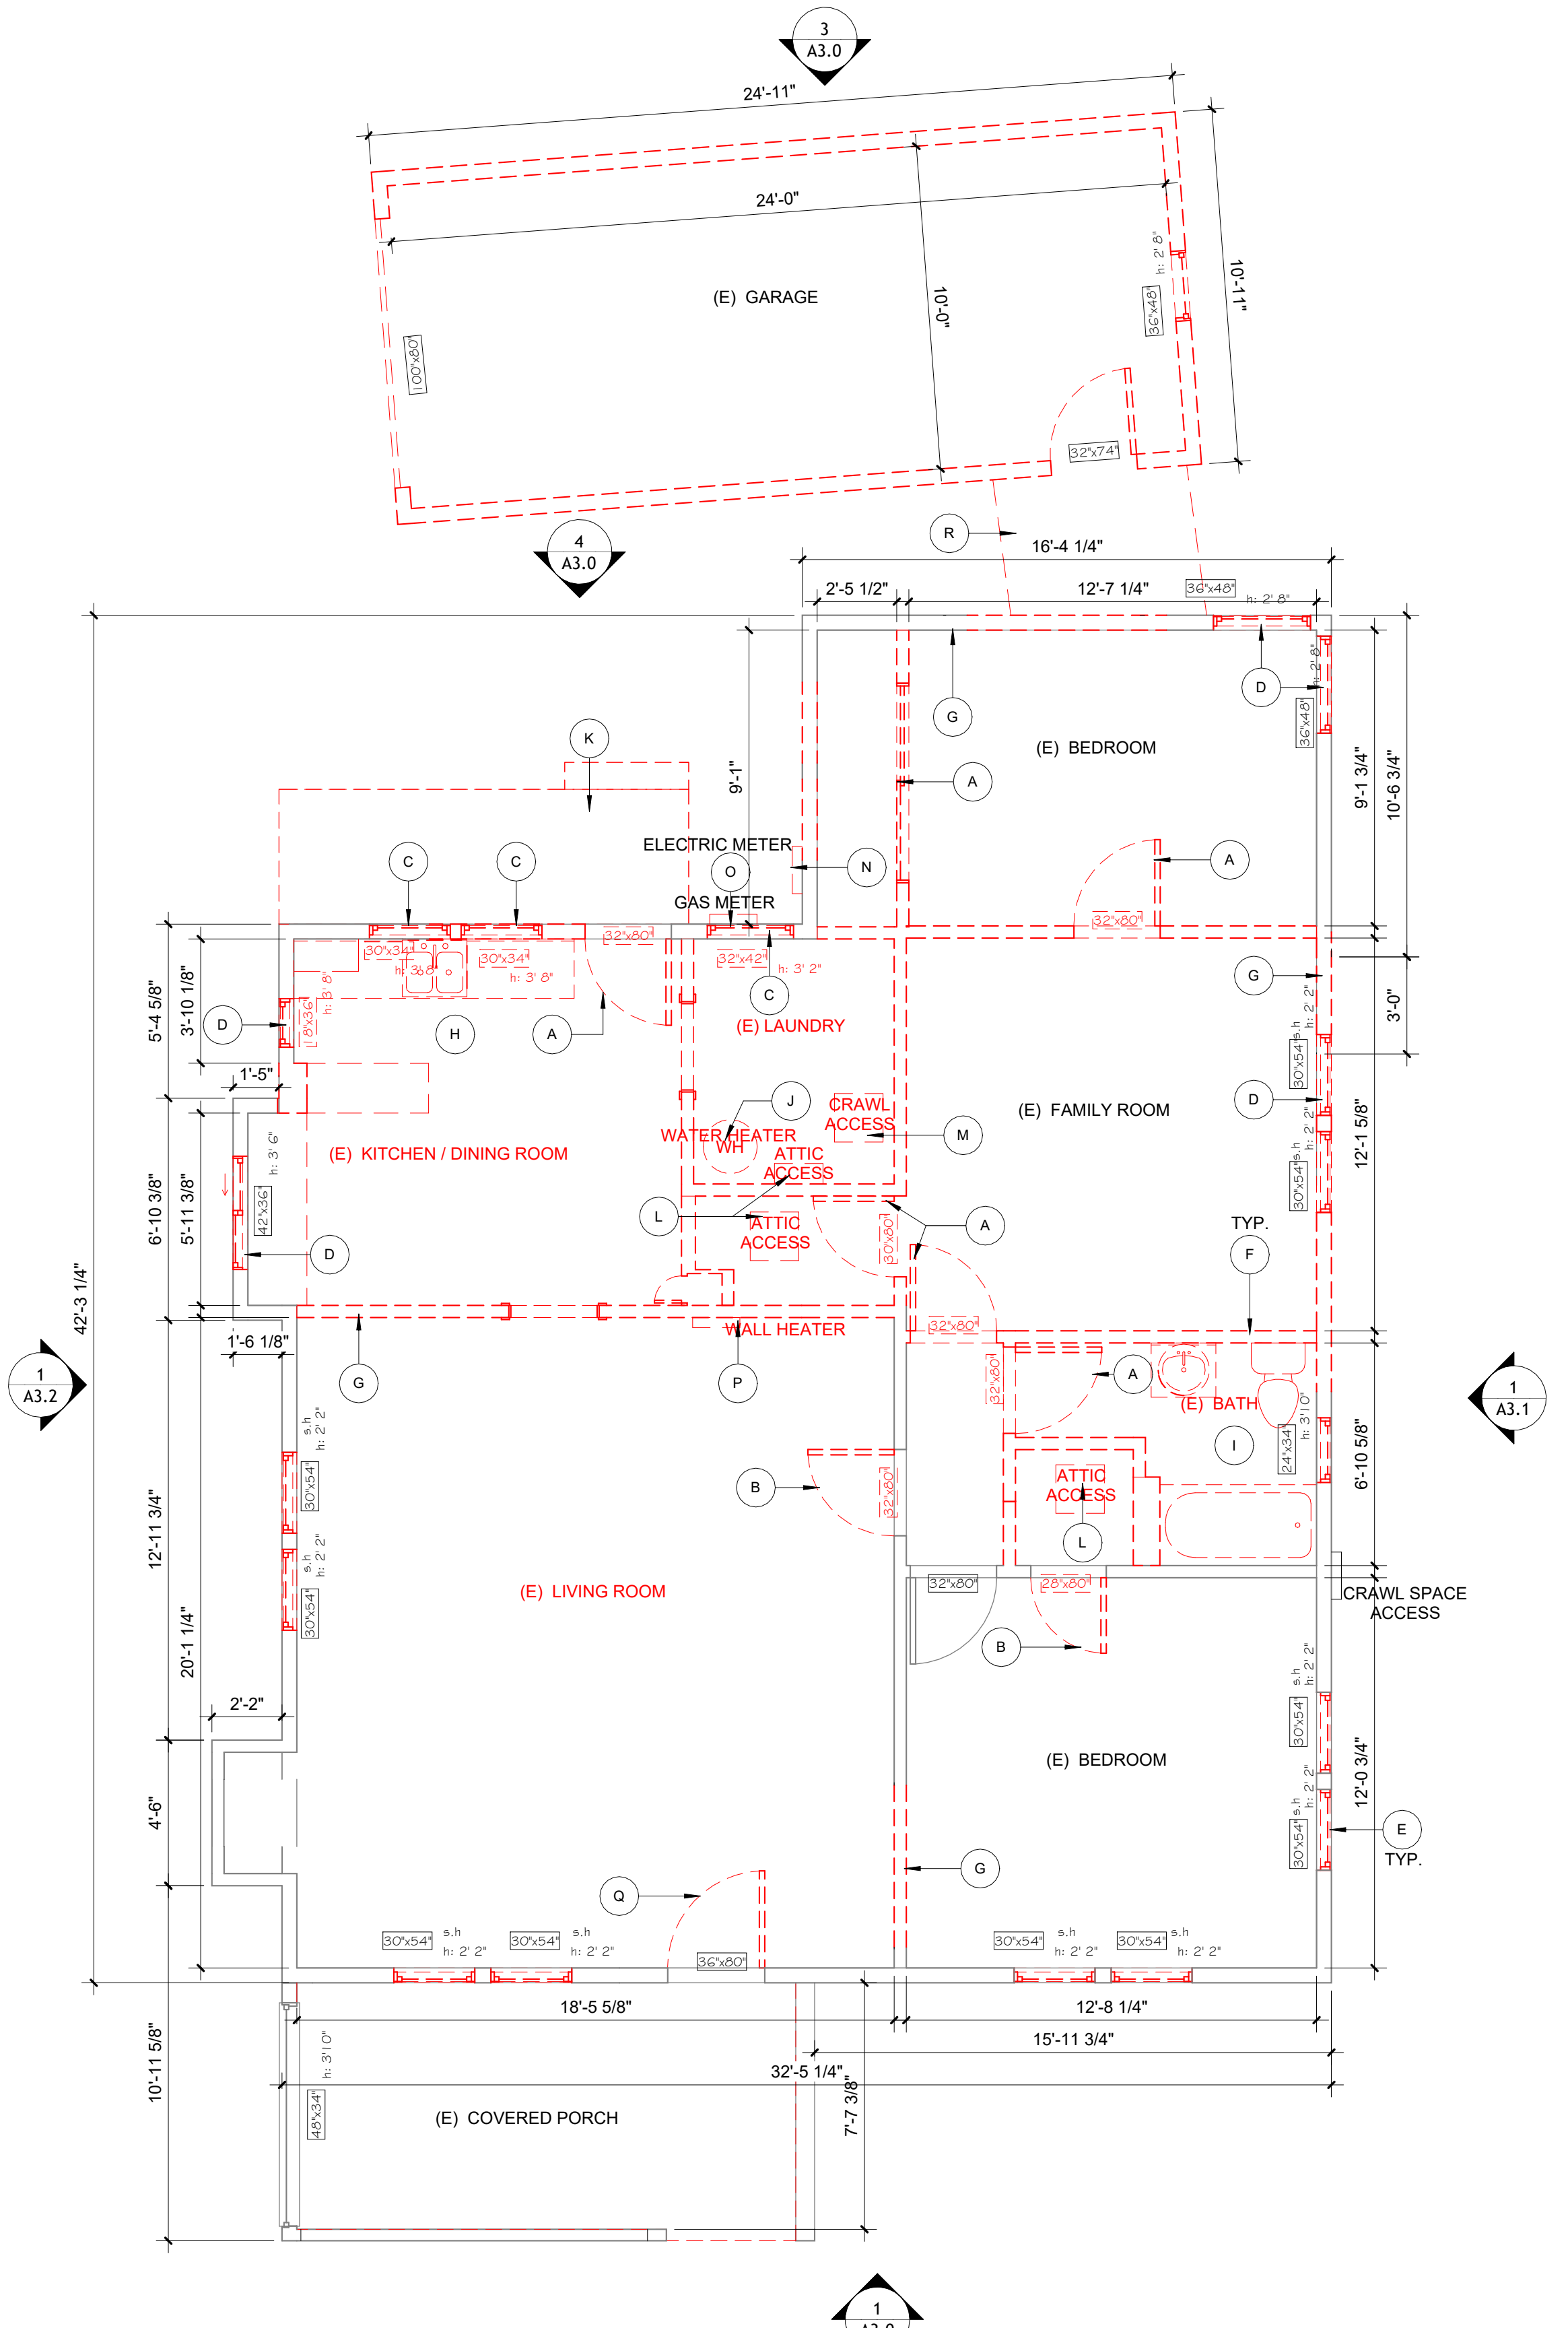 3
A3.0
24'-11"
24'-0"
(E) GARAGE
10'-0"
10'-11"
h: 2' 8"
36"x48"
100"x80"
32"x74"
4
A3.0
R
16'-4 1/4"
2'-5 1/2"
12'-7 1/4"
36"x48"
h: 2' 8"
D
h: 2' 8"
36"x48"
G
K
9'-1"
(E) BEDROOM
A
9'-1 3/4"
10'-6 3/4"
ELECTRIC METER
C
C
O
N
A
GAS METER
32"x80"
32"x80"
30"x34"
h: 3' 8"
30"x34"
h: 3' 8"
32"x42"
h: 3' 2"
C
G
5'-4 5/8"
3'-10 1/8"
D
18"x36"
h: 3' 8"
H
A
(E) LAUNDRY
h: 2' 2"
s.h
30"x54"
3'-0"
1'-5"
J
CRAWL
ACCESS
(E) FAMILY ROOM
D
WATER HEATER
WH
M
h: 2' 2"
s.h
30"x54"
12'-1 5/8"
(E) KITCHEN / DINING ROOM
h: 3' 6"
42"x36"
ATTIC
ACCESS
6'-10 3/8"
5'-11 3/8"
L
ATTIC
ACCESS
30"x80"
A
TYP.
F
D
42'-3 1/4"
1'-6 1/8"
WALL HEATER
32"x80"
1
A3.2
G
P
32"x80"
A
(E) BATH
1
A3.1
s.h
h: 2' 2"
30"x54"
24"x34"
h: 3'10"
I
6'-10 5/8"
B
32"x80"
ATTIC
ACCESS
L
12'-11 3/4"
s.h
h: 2' 2"
30"x54"
(E) LIVING ROOM
32"x80"
28"x80"
CRAWL SPACE
ACCESS
20'-1 1/4"
B
2'-2"
s.h
h: 2' 2"
30"x54"
(E) BEDROOM
12'-0 3/4"
4'-6"
s.h
h: 2' 2"
30"x54"
E
TYP.
G
Q
30"x54"
s.h
h: 2' 2"
30"x54"
s.h
h: 2' 2"
36"x80"
30"x54"
s.h
h: 2' 2"
30"x54"
s.h
h: 2' 2"
18'-5 5/8"
12'-8 1/4"
15'-11 3/4"
32'-5 1/4"
10'-11 5/8"
h: 3'10"
48"x34"
7'-7 3/8"
(E) COVERED PORCH
1